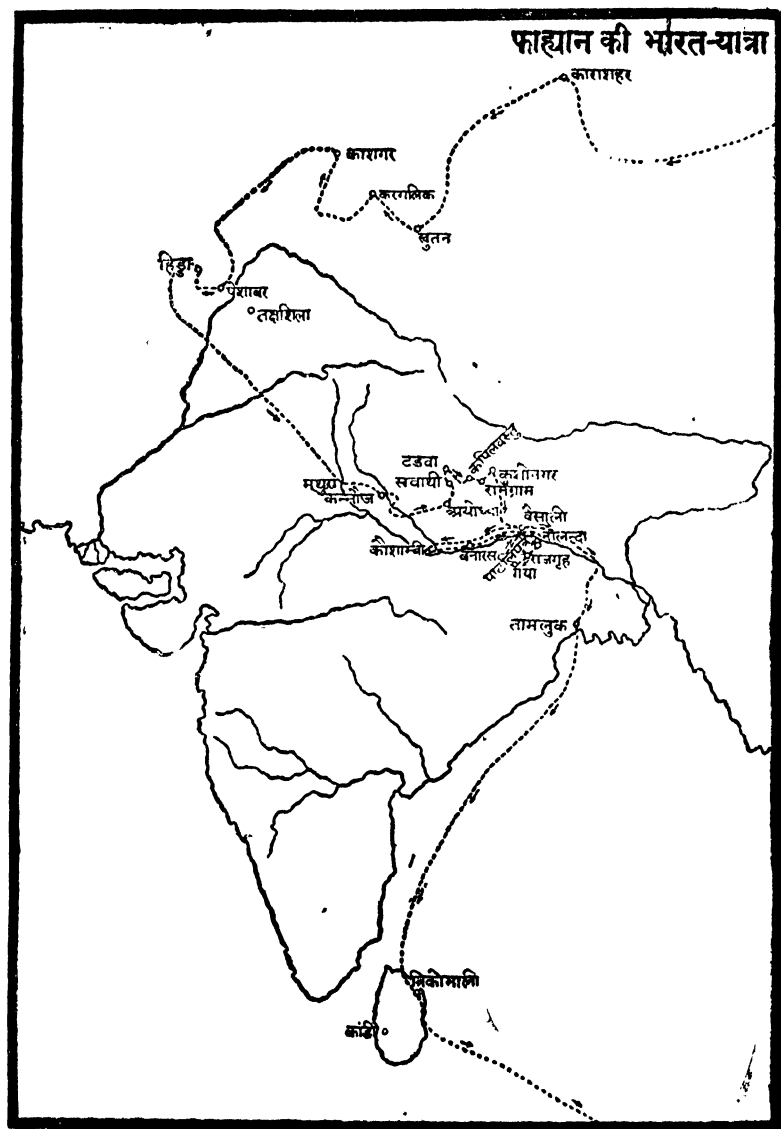 फाह्यान की भारत-यात्रा
काराशहर
काशगर
करगलिक
खुतन
हिड्डा
पेशावर
तक्षशिला
टडवा
कपिलवस्तु
सवाथी
कशीनगर
रामग्राम
मथुरा
कन्नौज
अयोध्या
वैसाली
कौशाम्बी
बनारस
नालन्दा
राजगृह
गया
तामलुक
त्रिकोमाली
कांडी